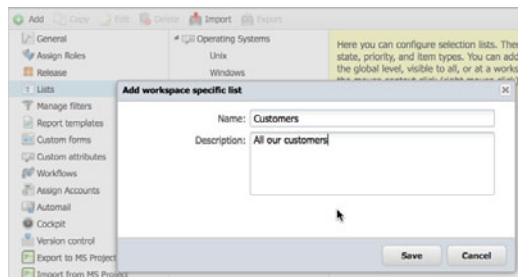 Add Copy Edit Delete Import Export
General
Assign Roles
Release
Lists
Manage filters
Report templates
Custom forms
Custom attributes
Workflows
Assign Accounts
Automail
Cockpit
Version control
Export to MS Project
Import from MS Project
Operating Systems
Unix
Windows
Here you can configure selection lists. Ther
state, priority, and item types. You can add
the global level, visible to all, or at a works
Add workspace specific list
Name: Customers
Description: All our customers
Save Cancel